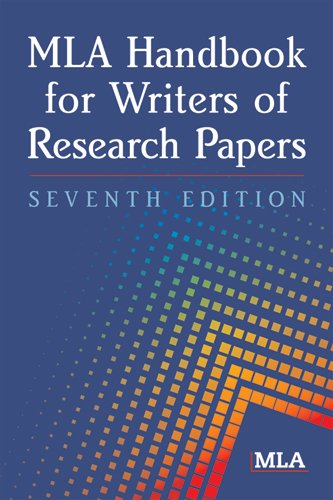 MLA Handbook
for Writers of
Research Papers
SEVENTH EDITION
MLA